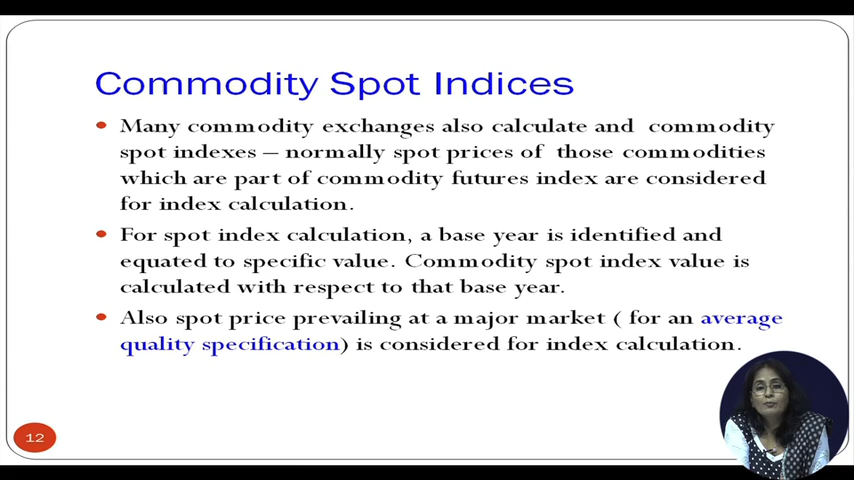 Commodity Spot Indices
Many commodity exchanges also calculate and commodity
spot indexes – normally spot prices of those commodities
which are part of commodity futures index are considered
for index calculation.
For spot index calculation, a base year is identified and
equated to specific value. Commodity spot index value is
calculated with respect to that base year.
Also spot price prevailing at a major market ( for an average
quality specification) is considered for index calculation.
12